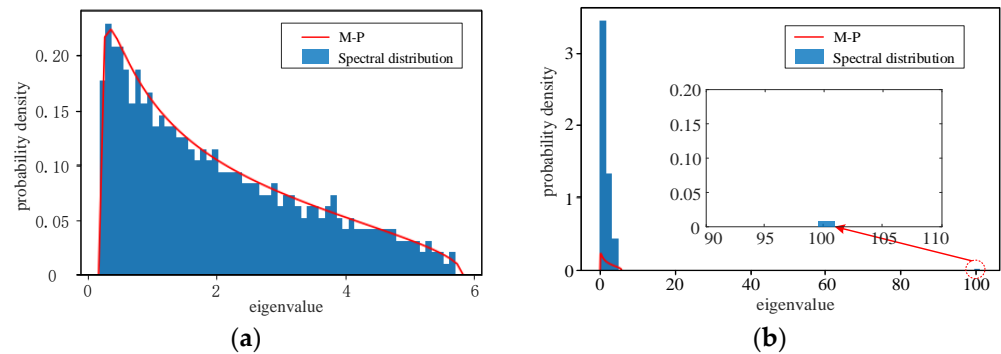 M-P
Spectral distribution
probability density
0.20
0.15
0.10
0.05
0
0 2 4 6
eigenvalue
(a)
M-P
Spectral distribution
probability density
3
2
1
0
0.20
0.15
0.10
0.05
0
90 95 100 105 110
0 20 40 60 80 100
eigenvalue
(b)